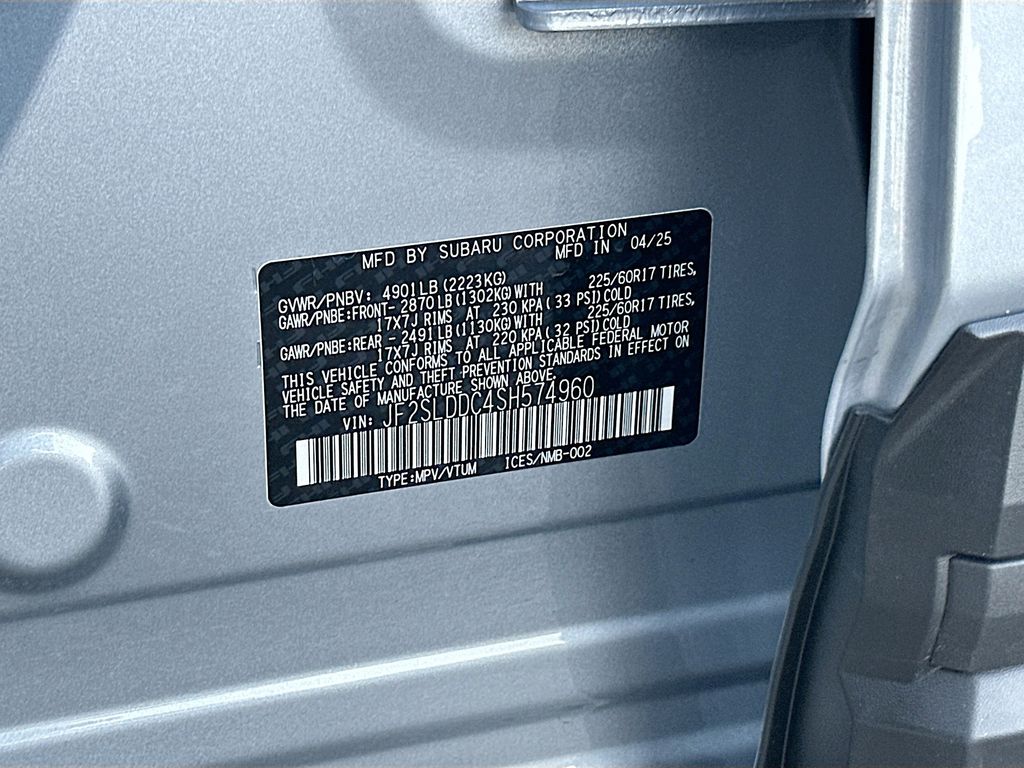 MFD BY SUBARU CORPORATION
MFD IN 04/25
GVWR/PNBV: 4901LB(2223KG)
GAWR/PNBE:FRONT- 2870LB(1302KG)WITH 225/60R17 TIRES,
17X7J RIMS AT 230 KPA( 33 PSI)COLD
GAWR/PNBE:REAR - 2491LB(1130KG)WITH 225/60R17 TIRES,
17X7J RIMS AT 220 KPA( 32 PSI)COLD
THIS VEHICLE CONFORMS TO ALL APPLICABLE FEDERAL MOTOR
VEHICLE SAFETY AND THEFT PREVENTION STANDARDS IN EFFECT ON
THE DATE OF MANUFACTURE SHOWN ABOVE.
VIN: JF2SLDDC4SH574960
TYPE:MPV/VTUM ICES/NMB-002